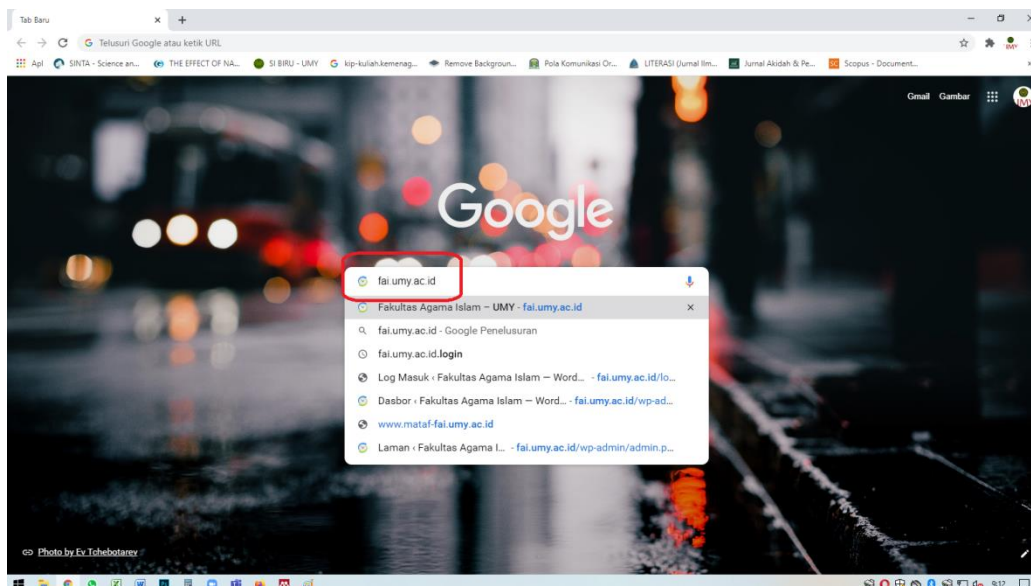 Tab Baru
Telusuri Google atau ketik URL
Apl SINTA - Science an... THE EFFECT OF NA... SI BIRU - UMY kip-kuliah.kemenag... Remove Backgroun... Pola Komunikasi Or... LITERASI (Jurnal Ilm... Jurnal Akidah & Pe... Scopus - Document...
Gmail Gambar
Google
fai.umy.ac.id
Fakultas Agama Islam – UMY - fai.umy.ac.id
fai.umy.ac.id - Google Penelusuran
fai.umy.ac.id.login
Log Masuk ‹ Fakultas Agama Islam — Word... - fai.umy.ac.id/lo...
Dasbor ‹ Fakultas Agama Islam — Word... - fai.umy.ac.id/wp-ad...
www.mataf-fai.umy.ac.id
Laman ‹ Fakultas Agama I... - fai.umy.ac.id/wp-admin/admin.p...
Photo by Ev Tchebotarev
9:17